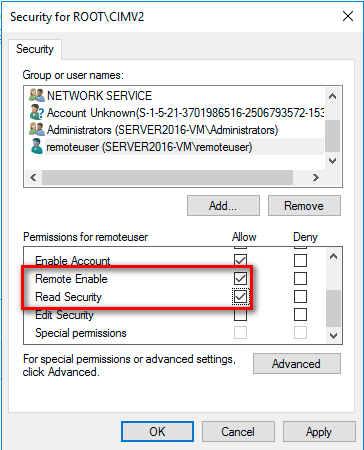 Security for ROOT\CIMV2
Security
Group or user names:
NETWORK SERVICE
Account Unknown(S-1-5-21-3701986516-2506793572-153
Administrators (SERVER2016-VM\Administrators)
remoteuser (SERVER2016-VM\remoteuser)
Add...
Remove
Permissions for remoteuser
Allow
Deny
Enable Account
Remote Enable
Read Security
Edit Security
Special permissions
For special permissions or advanced settings,
click Advanced.
Advanced
OK
Cancel
Apply